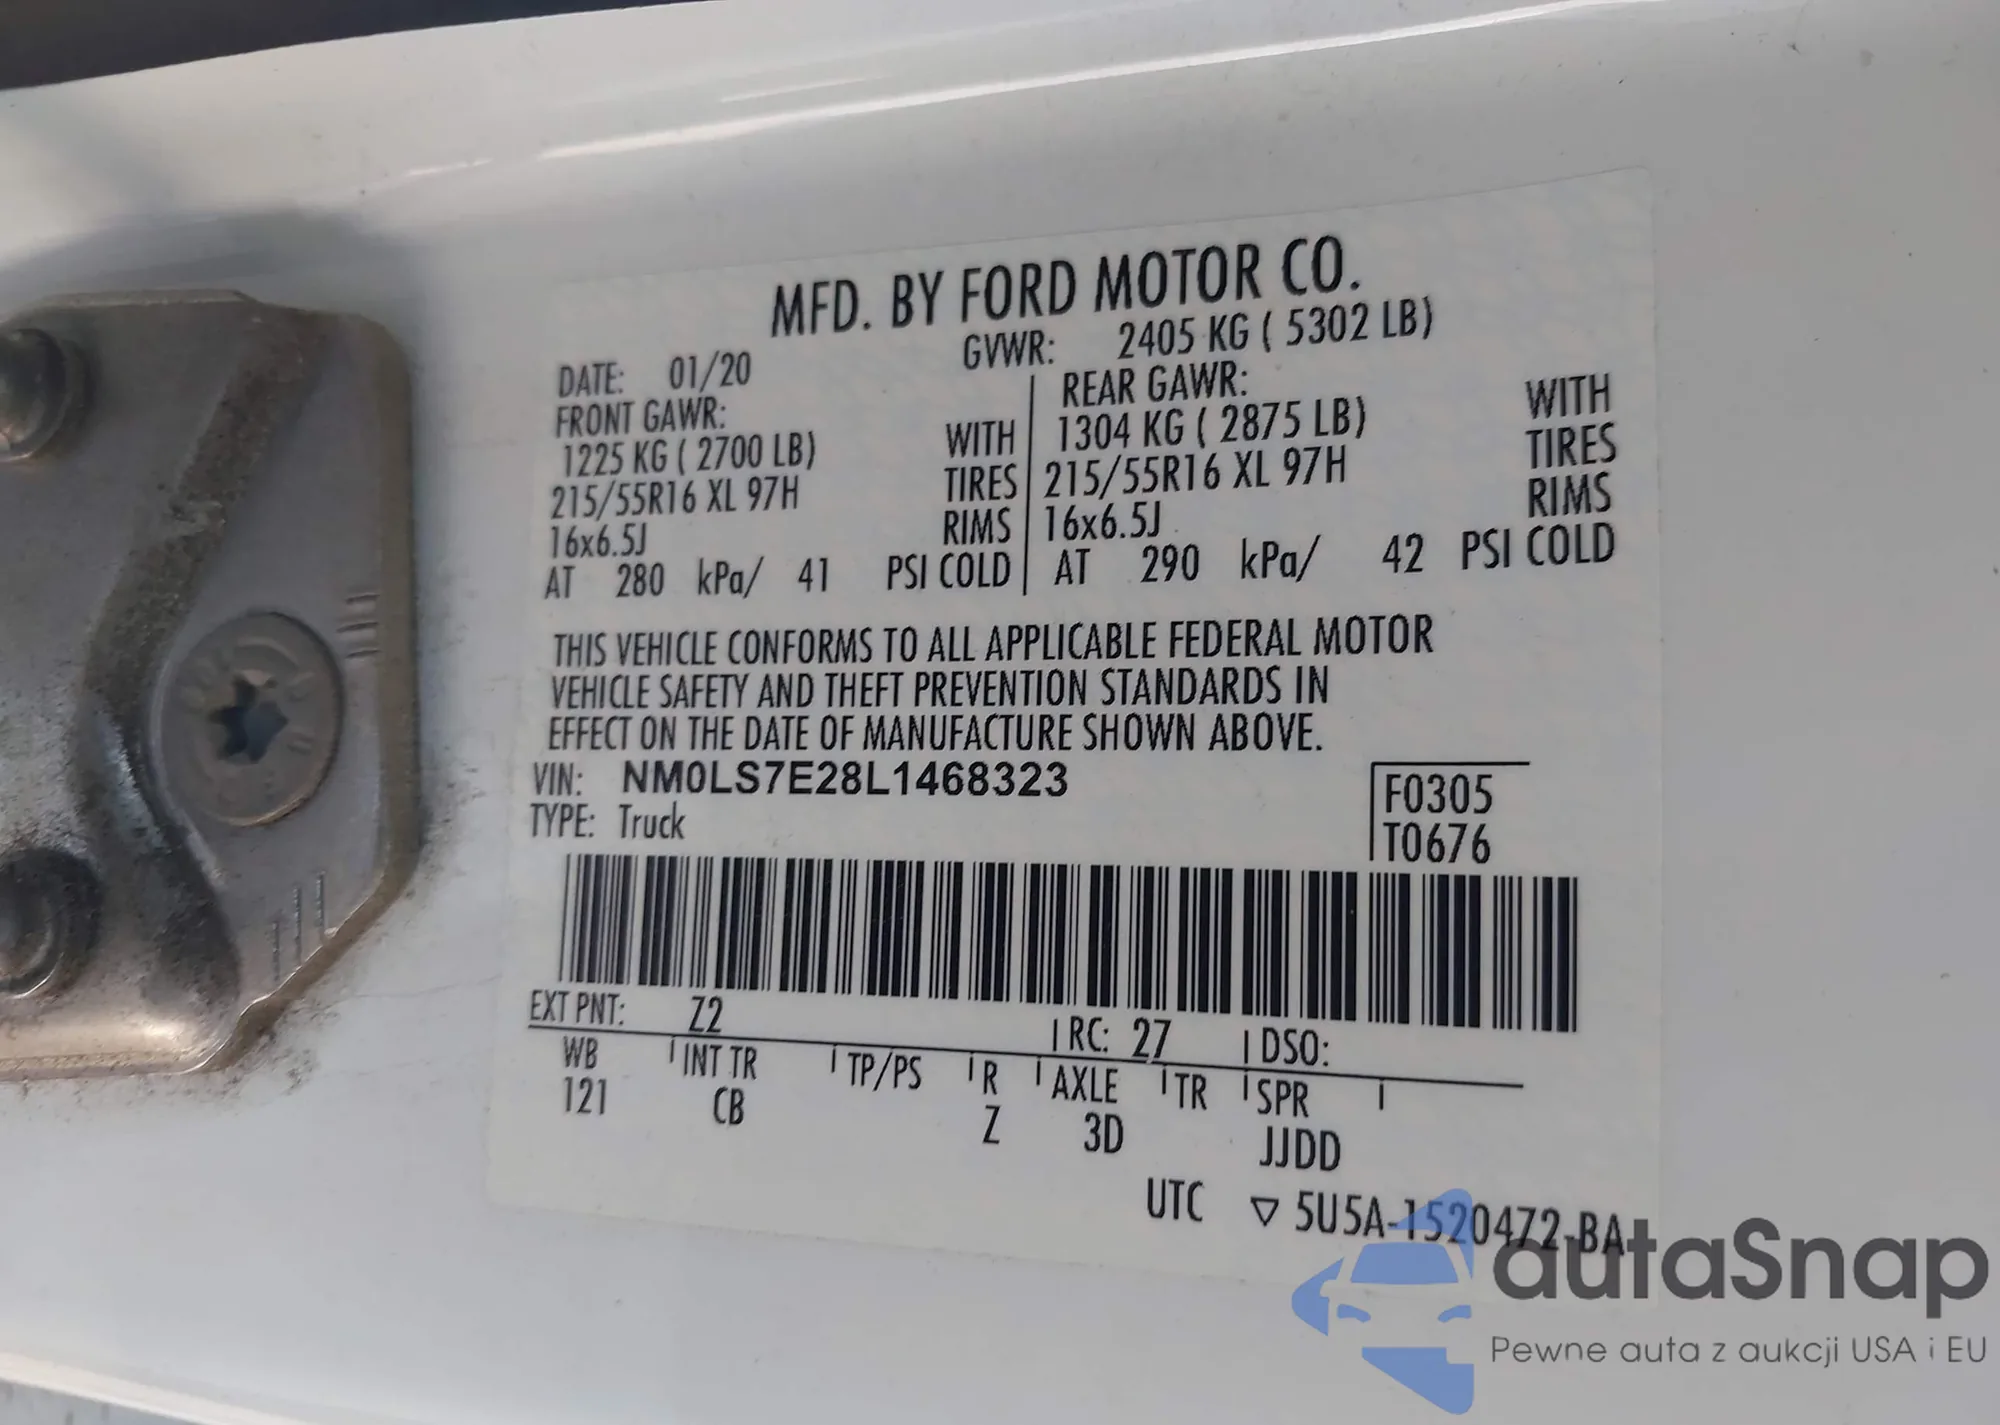 MFD. BY FORD MOTOR CO.
DATE: 01/20 GVWR: 2405 KG ( 5302 LB)
FRONT GAWR: REAR GAWR:
1225 KG ( 2700 LB) WITH 1304 KG ( 2875 LB) WITH
215/55R16 XL 97H TIRES 215/55R16 XL 97H TIRES
16x6.5J RIMS 16x6.5J RIMS
AT 280 kPa/ 41 PSI COLD AT 290 kPa/ 42 PSI COLD
THIS VEHICLE CONFORMS TO ALL APPLICABLE FEDERAL MOTOR
VEHICLE SAFETY AND THEFT PREVENTION STANDARDS IN
EFFECT ON THE DATE OF MANUFACTURE SHOWN ABOVE.
VIN: NM0LS7E28L1468323 F0305
TYPE: Truck T0676
EXT PNT: Z2 RC: 27 DSO:
WB INT TR TP/PS R AXLE TR SPR
121 CB Z 3D JJDD
UTC ▽ 5U5A-1520472-BA
autaSnap
Pewne auta z aukcji USA i EU